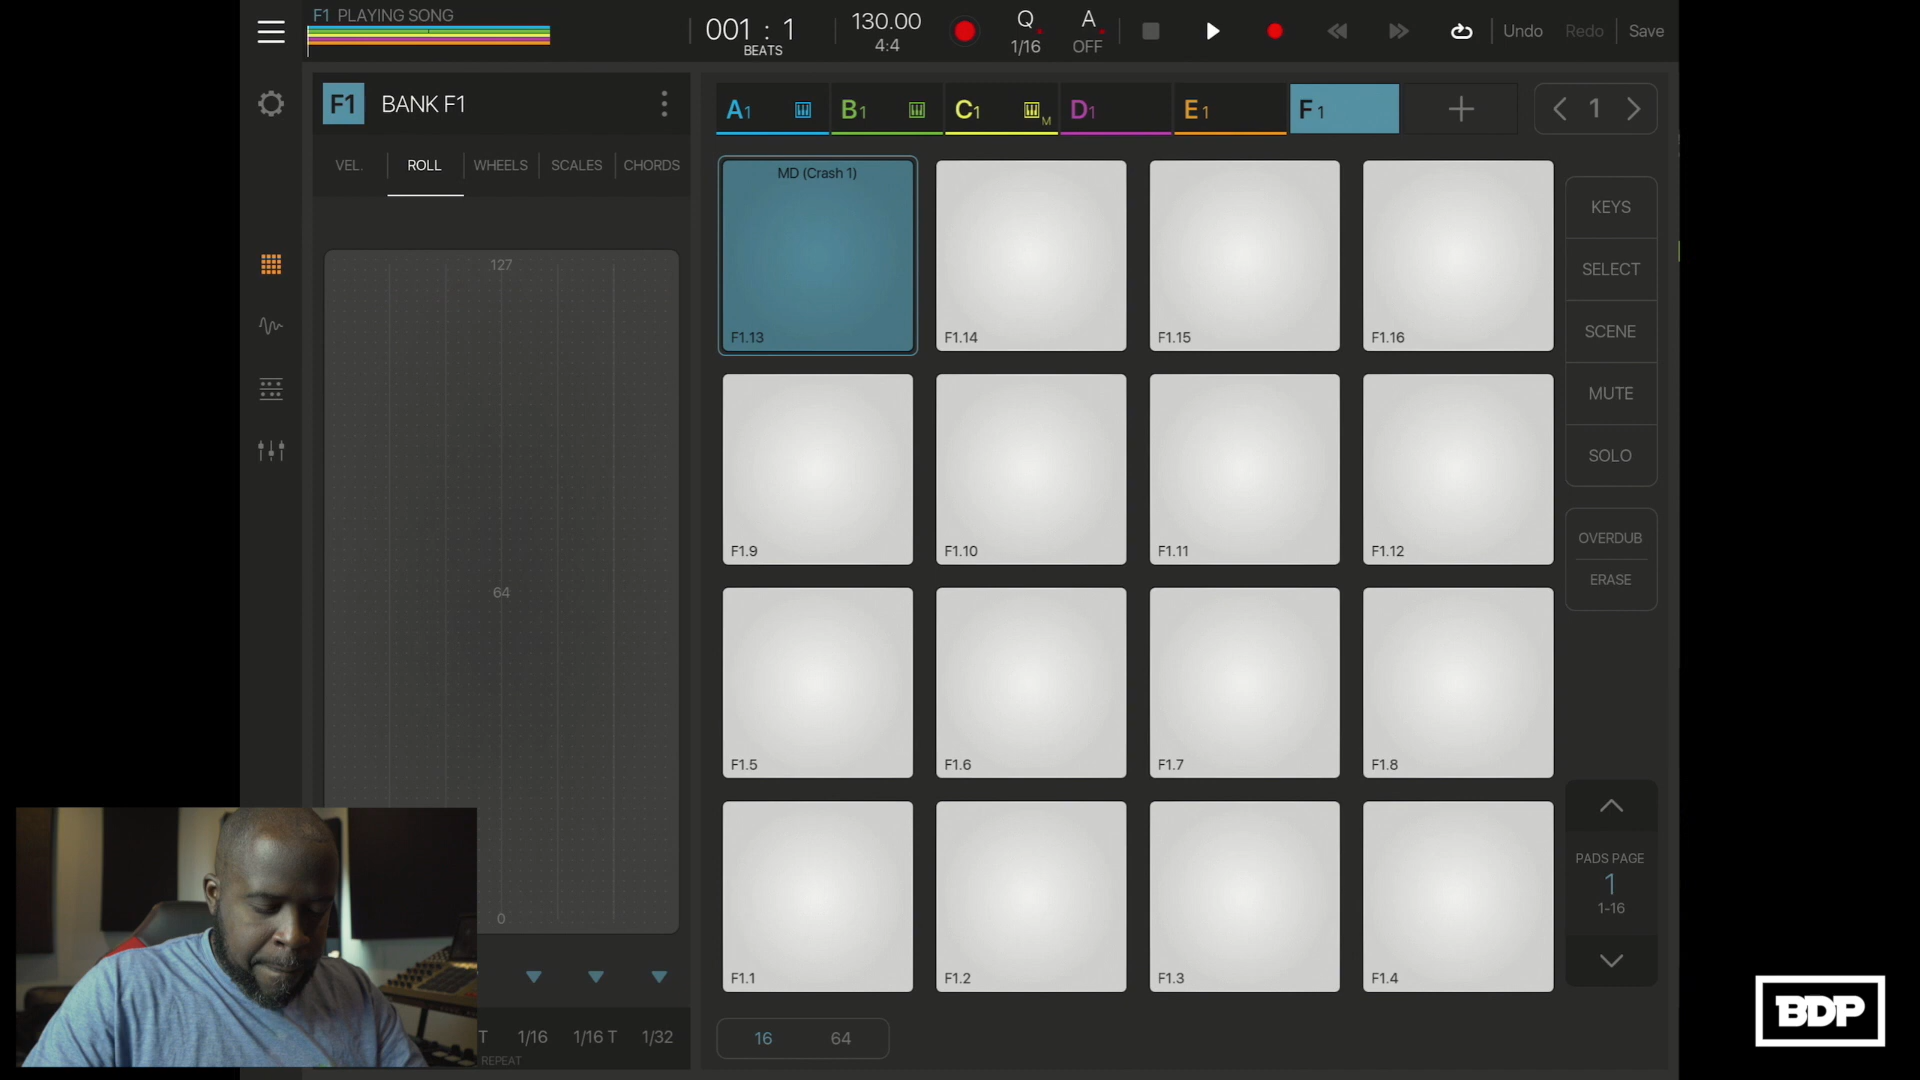 F1 PLAYING SONG
001 : 1
BEATS
130.00
4:4
Q
1/16
A
OFF
Undo
Redo
Save
F1
BANK F1
A1
B1
C1
M
D1
E1
F1
1
VEL.
ROLL
WHEELS
SCALES
CHORDS
127
64
0
MD (Crash 1)
F1.13
F1.14
F1.15
F1.16
F1.9
F1.10
F1.11
F1.12
F1.5
F1.6
F1.7
F1.8
F1.1
F1.2
F1.3
F1.4
KEYS
SELECT
SCENE
MUTE
SOLO
OVERDUB
ERASE
PADS PAGE
1
1-16
T
1/16
1/16 T
1/32
REPEAT
16
64
BDP